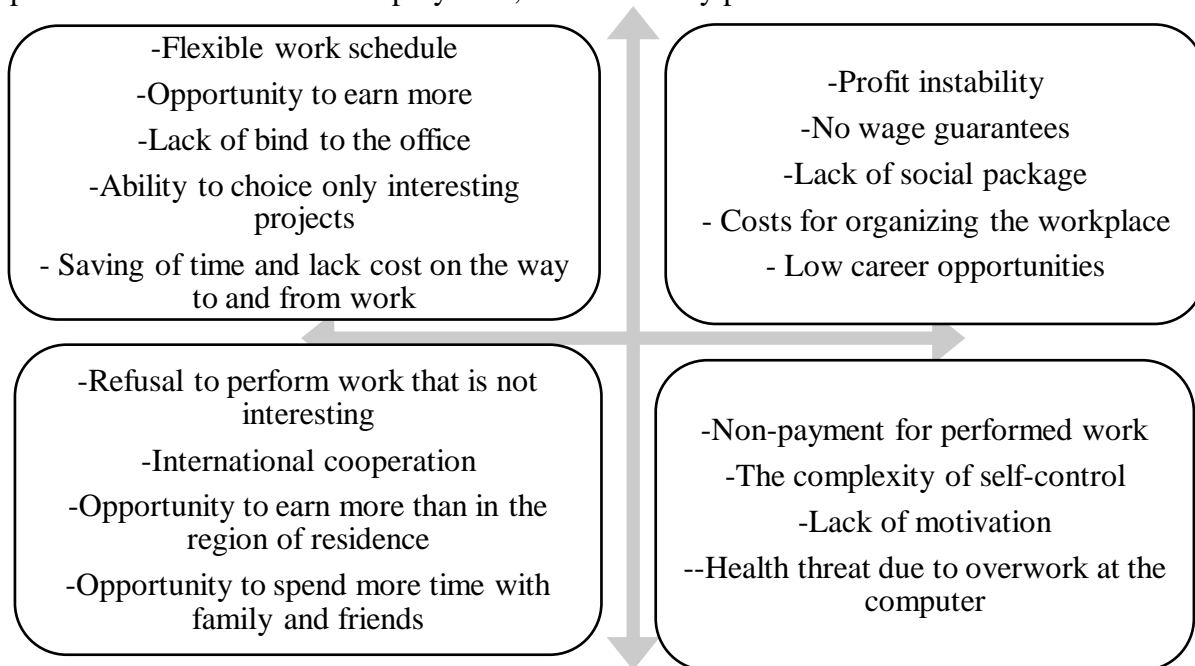 -Flexible work schedule
-Opportunity to earn more
-Lack of bind to the office
-Ability to choice only interesting
projects
- Saving of time and lack cost on the way
to and from work
-Profit instability
-No wage guarantees
-Lack of social package
- Costs for organizing the workplace
- Low career opportunities
-Refusal to perform work that is not
interesting
-International cooperation
-Opportunity to earn more than in the
region of residence
-Opportunity to spend more time with
family and friends
-Non-payment for performed work
-The complexity of self-control
-Lack of motivation
--Health threat due to overwork at the
computer